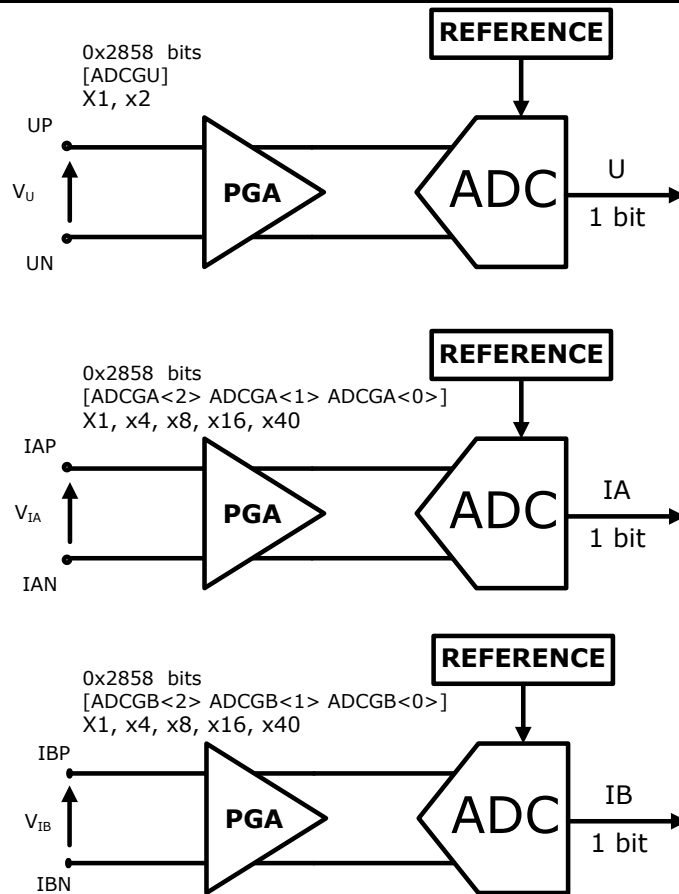 REFERENCE
0x2858 bits
[ADCGU]
X1, x2
UP
VU
UN
PGA
ADC
U
1 bit
REFERENCE
0x2858 bits
[ADCGA<2> ADCGA<1> ADCGA<0>]
X1, x4, x8, x16, x40
IAP
VIA
IAN
PGA
ADC
IA
1 bit
REFERENCE
0x2858 bits
[ADCGB<2> ADCGB<1> ADCGB<0>]
X1, x4, x8, x16, x40
IBP
VIB
IBN
PGA
ADC
IB
1 bit